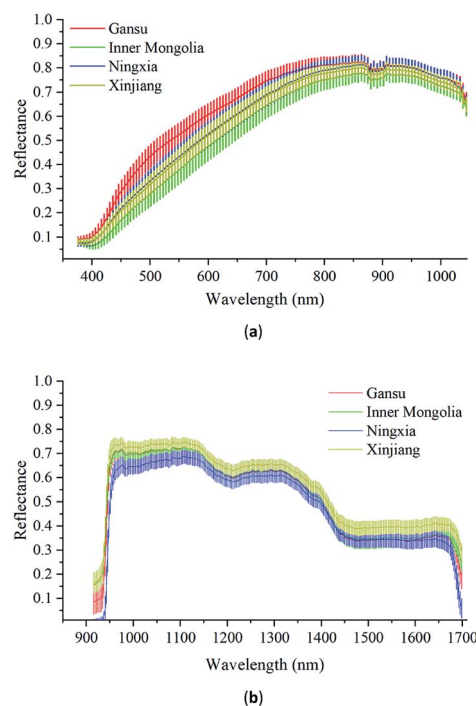 1.0
0.9
0.8
0.7
0.6
0.5
0.4
0.3
0.2
0.1
Reflectance
Gansu
Inner Mongolia
Ningxia
Xinjiang
400 500 600 700 800 900 1000
Wavelength (nm)
(a)
1.0
0.9
0.8
0.7
0.6
0.5
0.4
0.3
0.2
0.1
Reflectance
Gansu
Inner Mongolia
Ningxia
Xinjiang
900 1000 1100 1200 1300 1400 1500 1600 1700
Wavelength (nm)
(b)